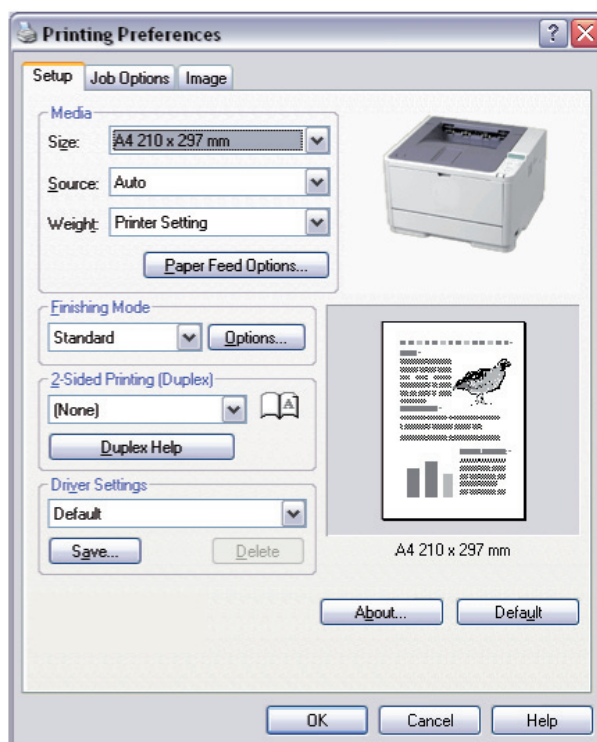 Printing Preferences
Setup Job Options Image
Media
Size: A4 210 x 297 mm
Source: Auto
Weight: Printer Setting
Paper Feed Options...
Finishing Mode
Standard Options...
2-Sided Printing (Duplex)
(None) A
Duplex Help
Driver Settings
Default
Save... Delete
A4 210 x 297 mm
About... Default
OK Cancel Help